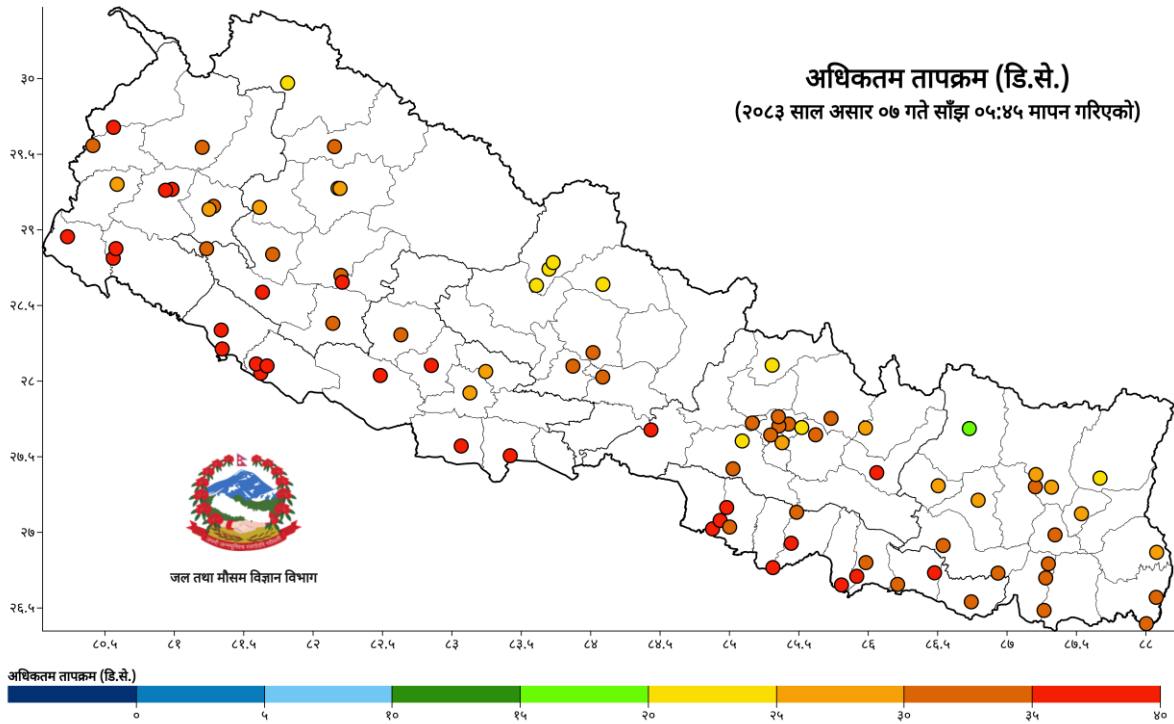 अधिकतम तापक्रम (डि.से.)
(२०८३ साल असार ०७ गते साँझ ०५:४५ मापन गरिएको)
३०
२९.५
२९
२८.५
२८
२७.५
२७
२६.५
जल तथा मौसम विज्ञान विभाग
८०.५ ८१ ८१.५ ८२ ८२.५ ८३ ८३.५ ८४ ८४.५ ८५ ८५.५ ८६ ८६.५ ८७ ८७.५ ८८
अधिकतम तापक्रम (डि.से.)
० ५ १० १५ २० २५ ३० ३५ ४०